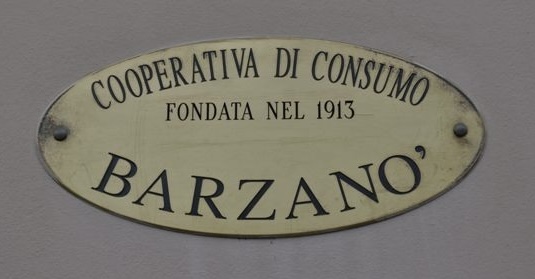 COOPERATIVA DI CONSUMO
FONDATA NEL 1913
BARZANO'